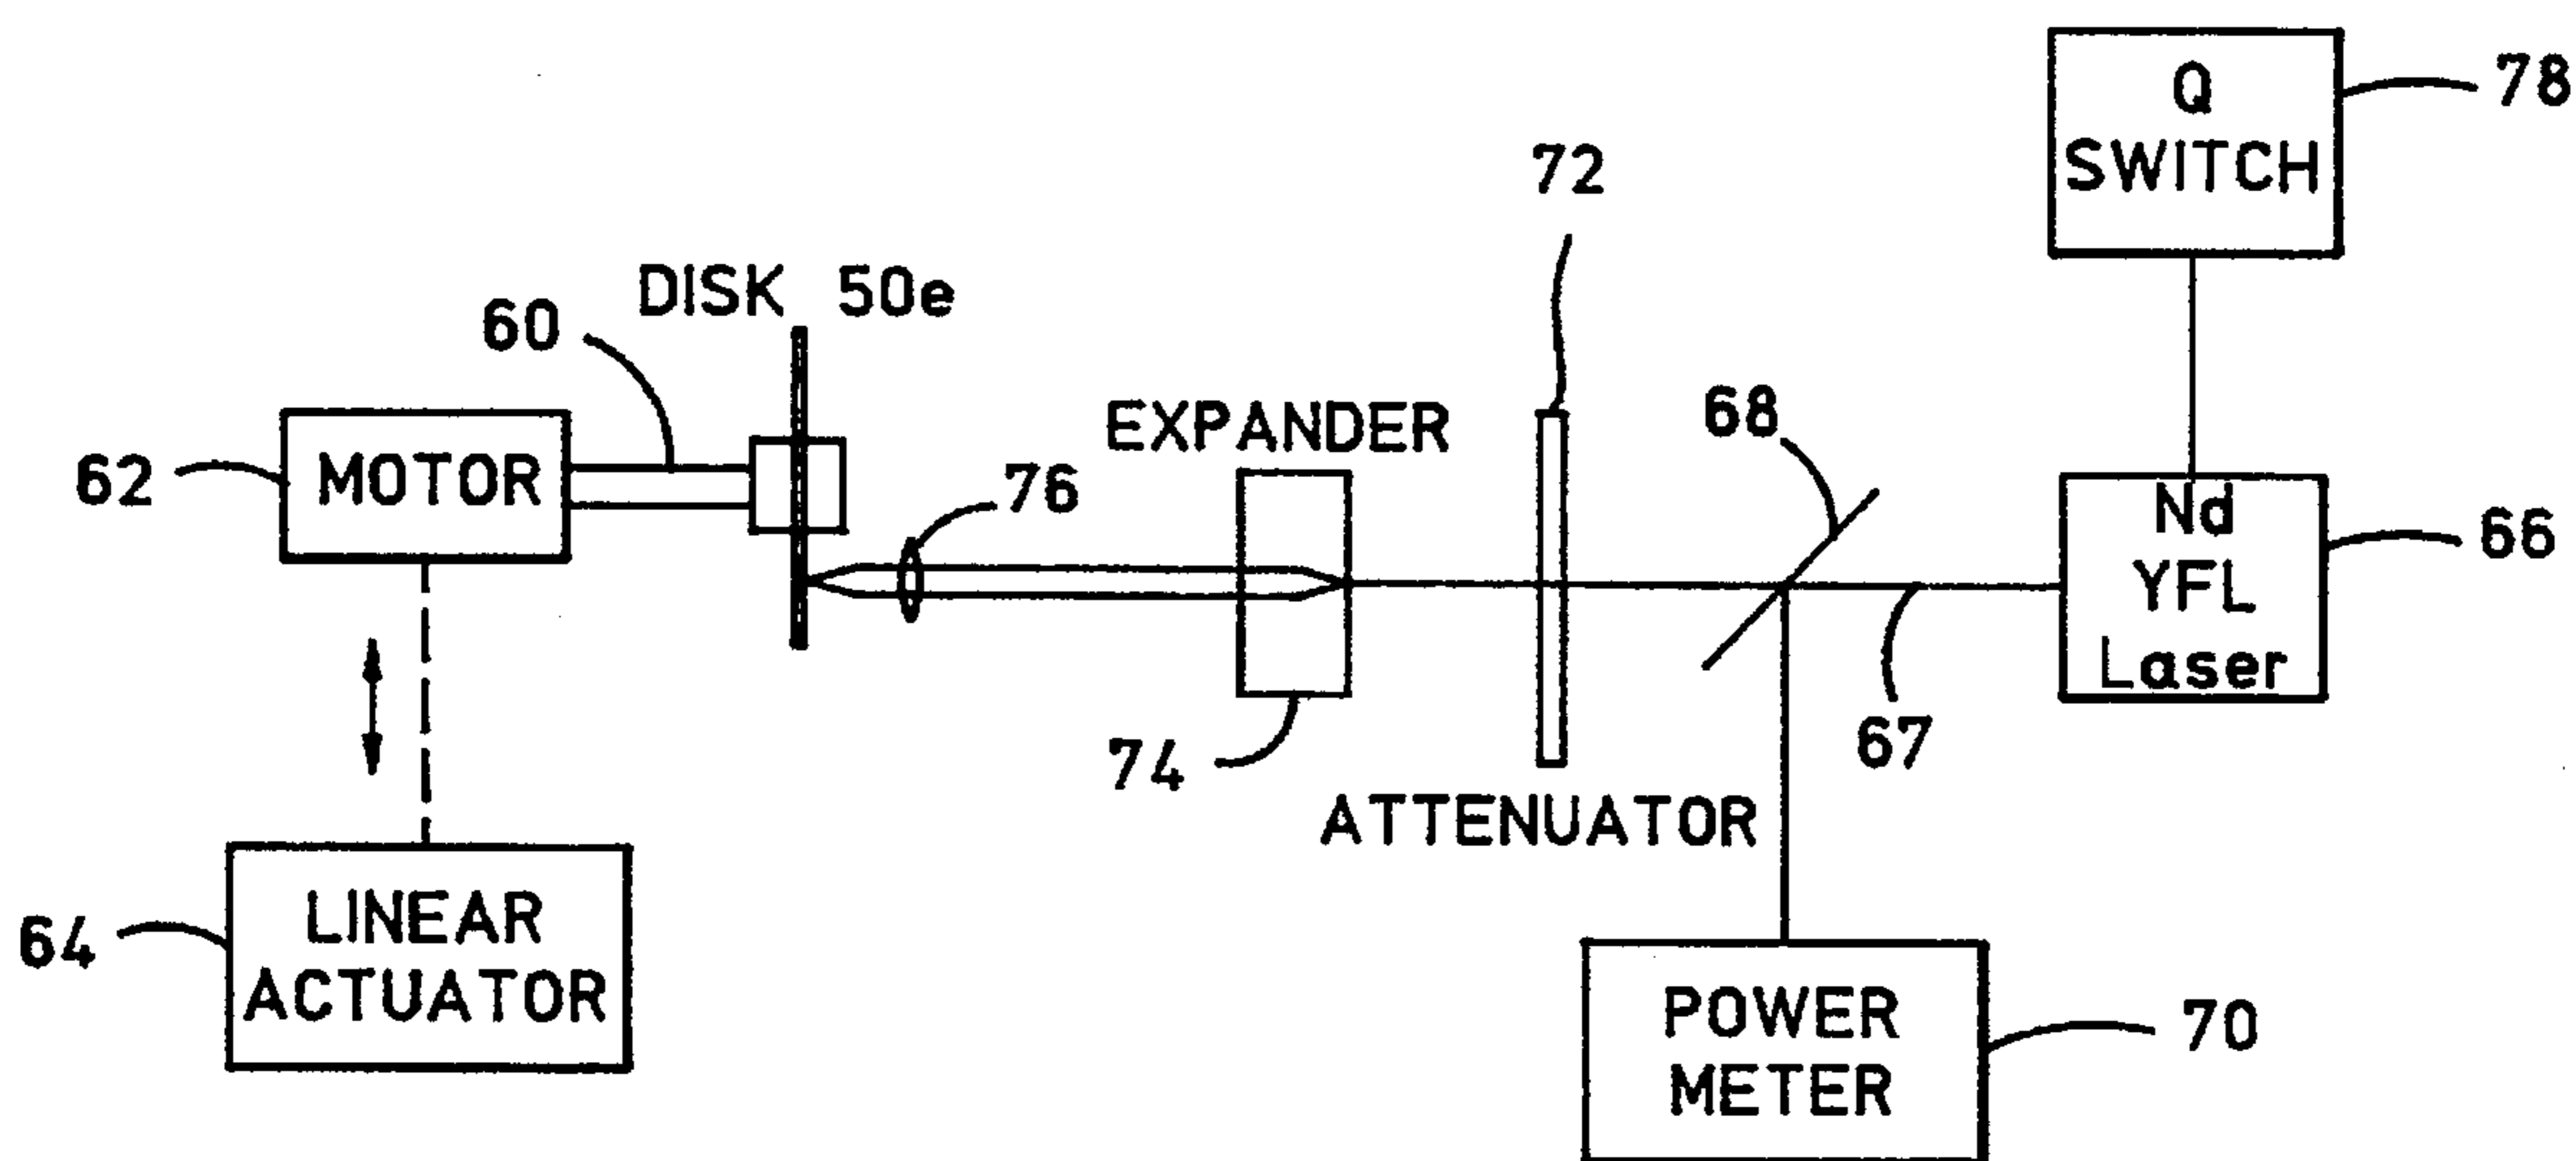 Q
SWITCH
78
72
DISK 50e
60
68
EXPANDER
62
MOTOR
76
Nd
YFL
Laser
66
74
67
ATTENUATOR
64
LINEAR
ACTUATOR
POWER
METER
70